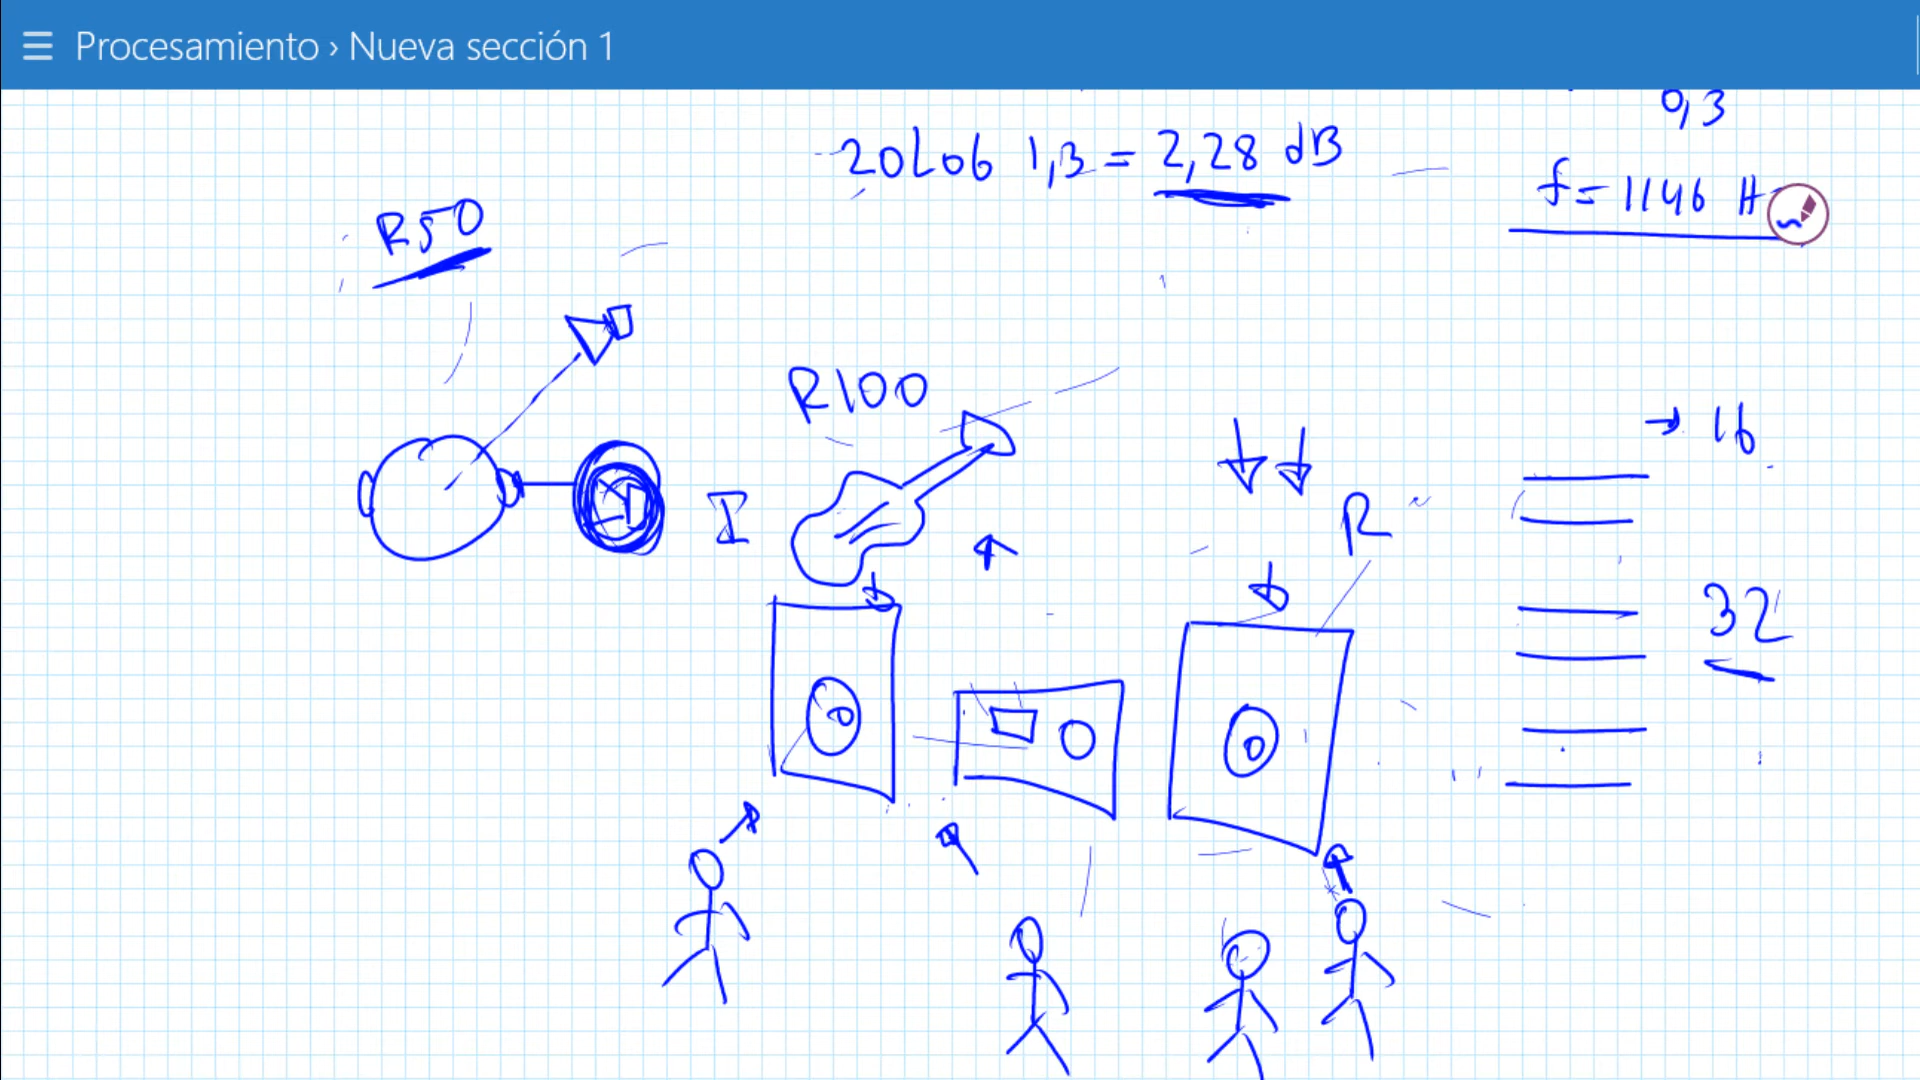 Procesamiento › Nueva sección 1
0,3
20LOG 1,3 = 2,28 dB
f = 1146 H
R50
R100
→ 16
I
R
32